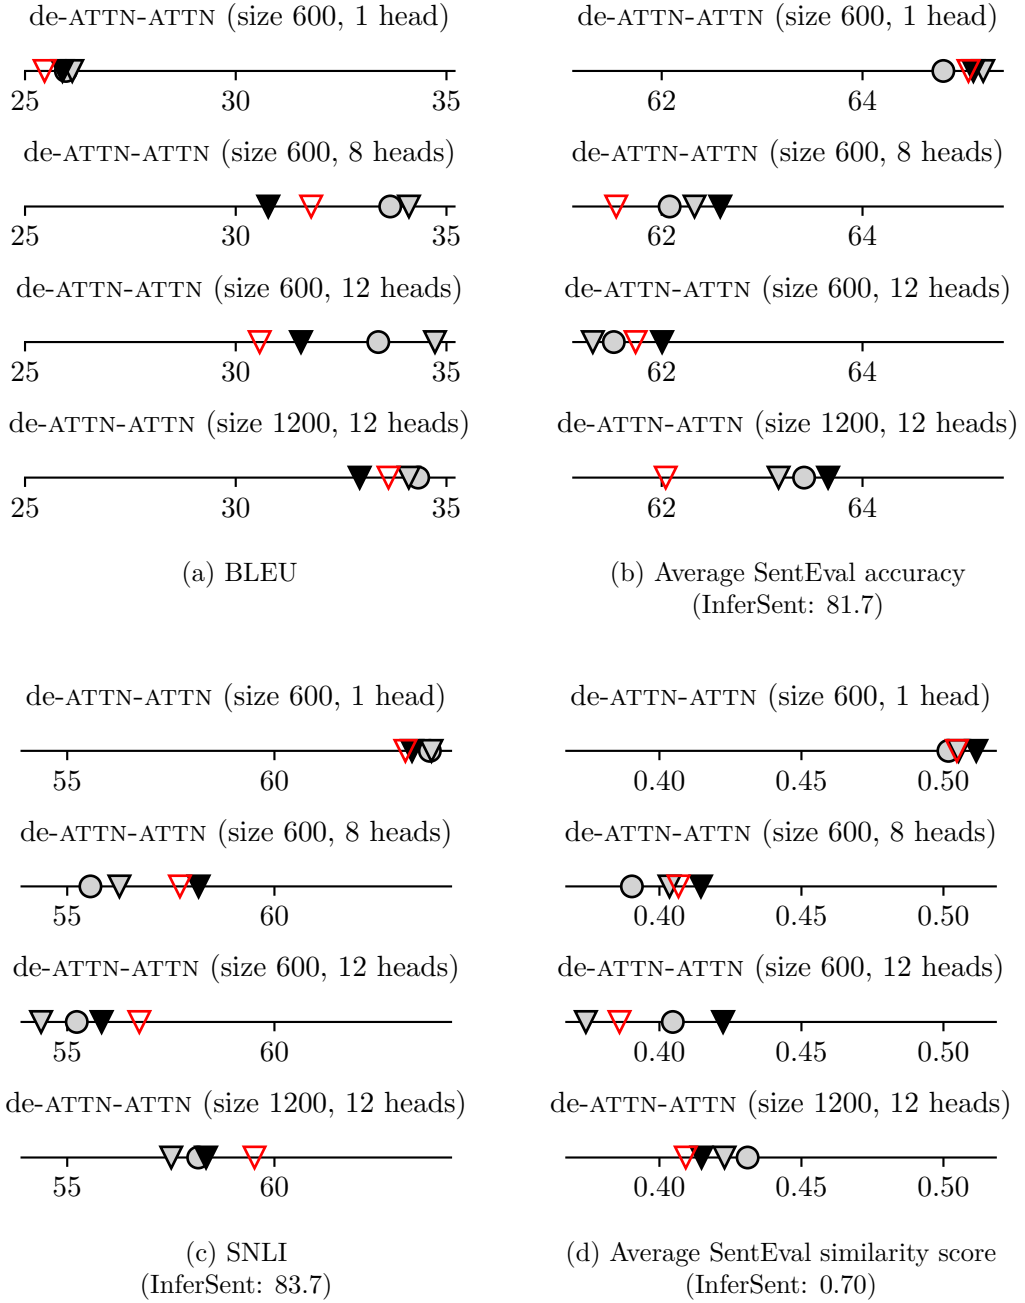 de-ATTN-ATTN (size 600, 1 head)
25 30 35
de-ATTN-ATTN (size 600, 8 heads)
25 30 35
de-ATTN-ATTN (size 600, 12 heads)
25 30 35
de-ATTN-ATTN (size 1200, 12 heads)
25 30 35
(a) BLEU
de-ATTN-ATTN (size 600, 1 head)
62 64
de-ATTN-ATTN (size 600, 8 heads)
62 64
de-ATTN-ATTN (size 600, 12 heads)
62 64
de-ATTN-ATTN (size 1200, 12 heads)
62 64
(b) Average SentEval accuracy
(InferSent: 81.7)
de-ATTN-ATTN (size 600, 1 head)
55 60
de-ATTN-ATTN (size 600, 8 heads)
55 60
de-ATTN-ATTN (size 600, 12 heads)
55 60
de-ATTN-ATTN (size 1200, 12 heads)
55 60
(c) SNLI
(InferSent: 83.7)
de-ATTN-ATTN (size 600, 1 head)
0.40 0.45 0.50
de-ATTN-ATTN (size 600, 8 heads)
0.40 0.45 0.50
de-ATTN-ATTN (size 600, 12 heads)
0.40 0.45 0.50
de-ATTN-ATTN (size 1200, 12 heads)
0.40 0.45 0.50
(d) Average SentEval similarity score
(InferSent: 0.70)